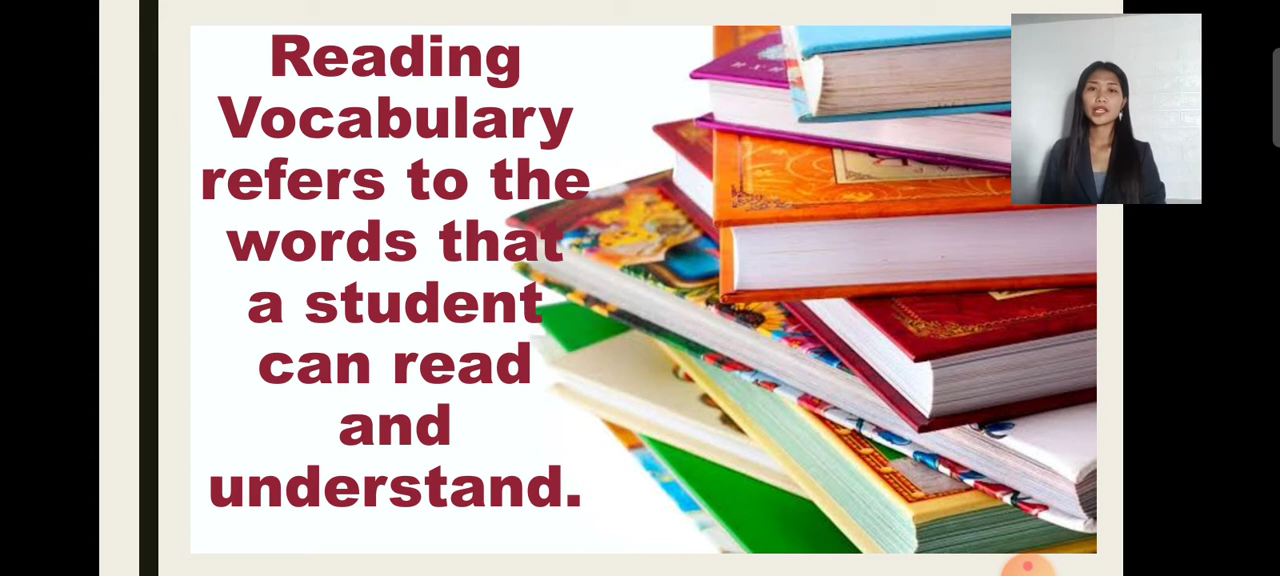 Reading
Vocabulary
refers to the
words that
a student
can read
and
understand.